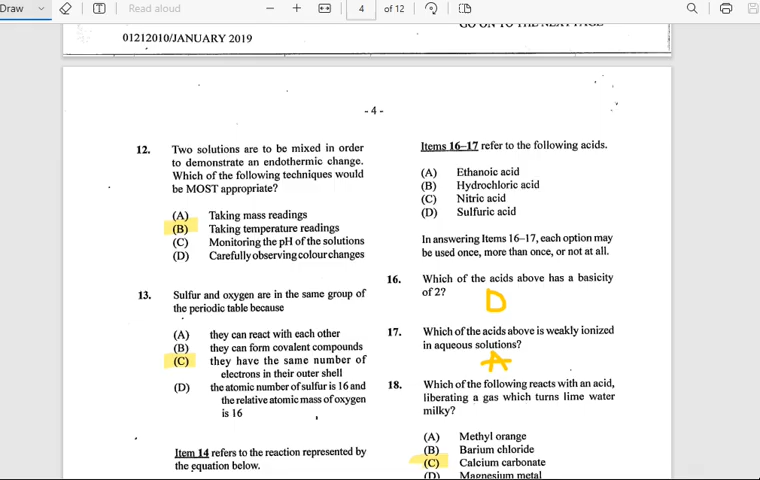 Draw
Read aloud
4
of 12
01212010/JANUARY 2019
GO ON TO THE NEXT PAGE
- 4 -
12. Two solutions are to be mixed in order
to demonstrate an endothermic change.
Which of the following techniques would
be MOST appropriate?
(A) Taking mass readings
(B) Taking temperature readings
(C) Monitoring the pH of the solutions
(D) Carefully observing colour changes
13. Sulfur and oxygen are in the same group of
the periodic table because
(A) they can react with each other
(B) they can form covalent compounds
(C) they have the same number of
electrons in their outer shell
(D) the atomic number of sulfur is 16 and
the relative atomic mass of oxygen
is 16
Item 14 refers to the reaction represented by
the equation below.
Items 16–17 refer to the following acids.
(A) Ethanoic acid
(B) Hydrochloric acid
(C) Nitric acid
(D) Sulfuric acid
In answering Items 16–17, each option may
be used once, more than once, or not at all.
16. Which of the acids above has a basicity
of 2?
D
17. Which of the acids above is weakly ionized
in aqueous solutions?
A
18. Which of the following reacts with an acid,
liberating a gas which turns lime water
milky?
(A) Methyl orange
(B) Barium chloride
(C) Calcium carbonate
(D) Magnesium metal